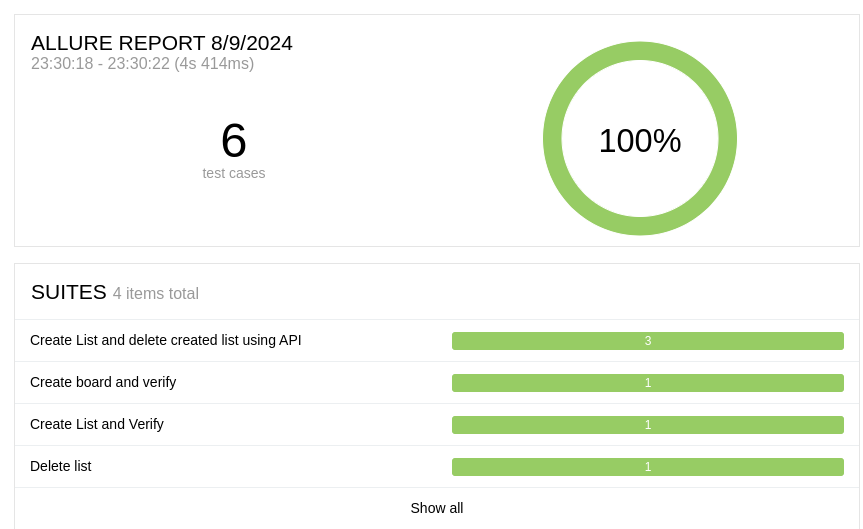 ALLURE REPORT 8/9/2024
23:30:18 - 23:30:22 (4s 414ms)
6
test cases
100%
SUITES 4 items total
Create List and delete created list using API 3
Create board and verify 1
Create List and Verify 1
Delete list 1
Show all